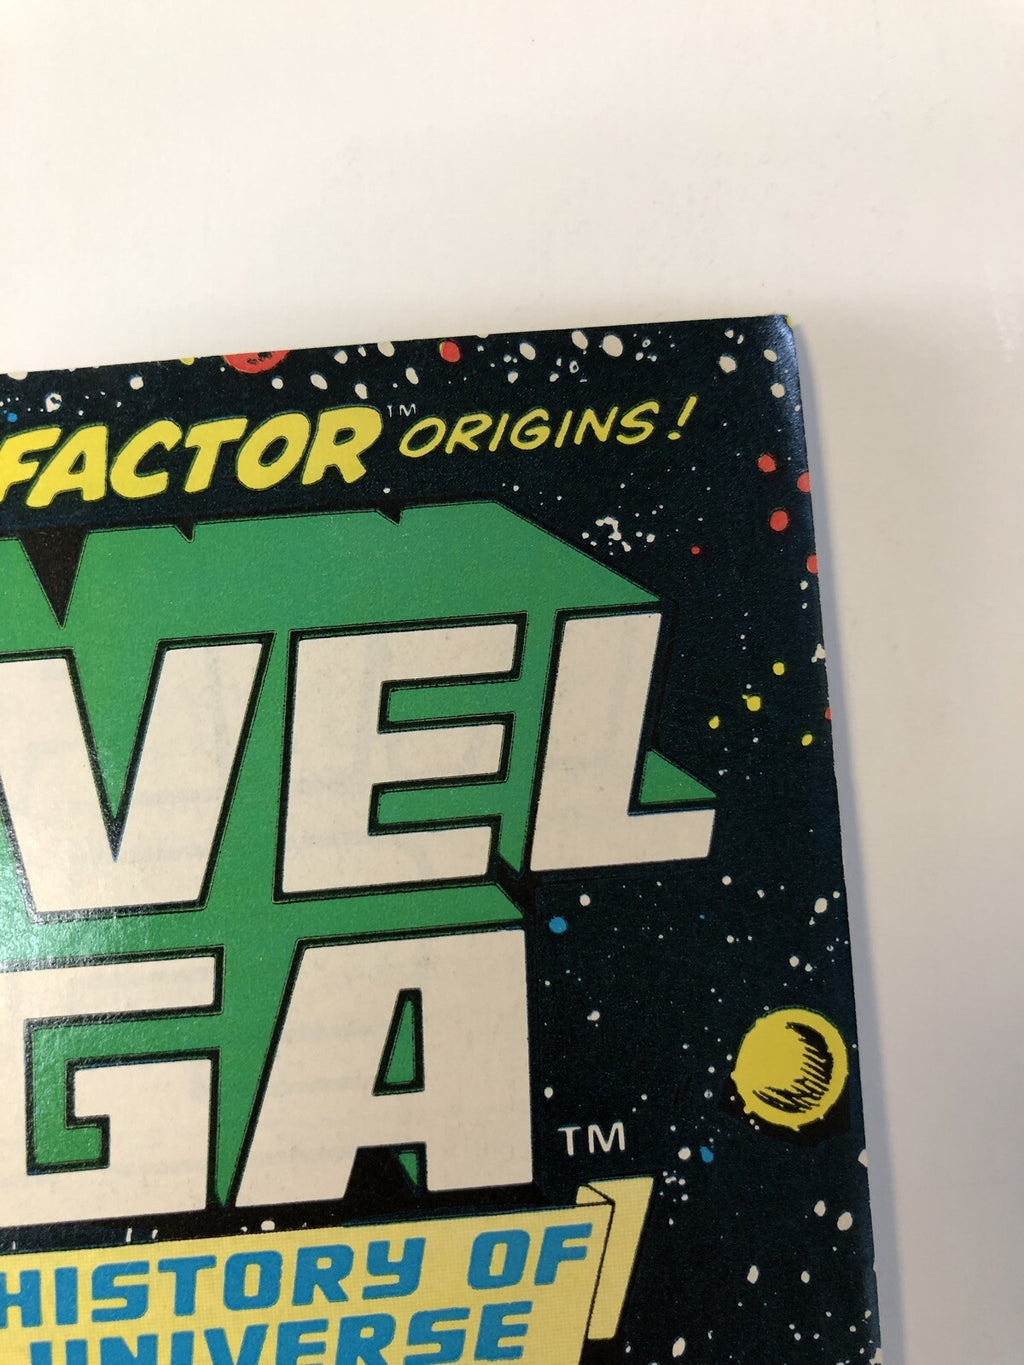 FACTOR™ ORIGINS!
VEL
GA™
HISTORY OF
UNIVERSE